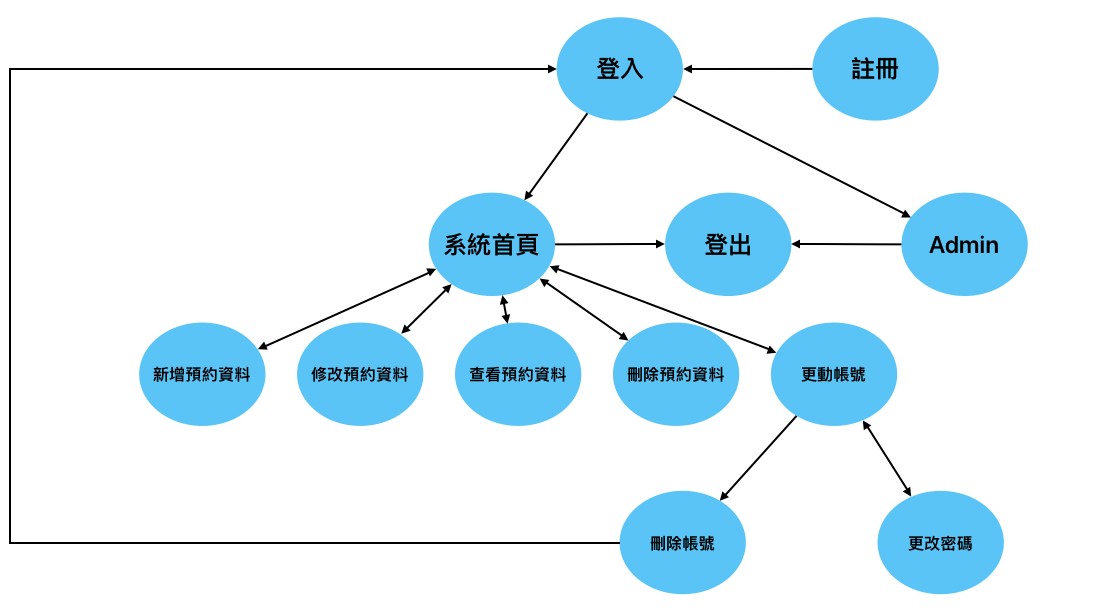 登入
註冊
系統首頁
登出
Admin
新增預約資料
修改預約資料
查看預約資料
刪除預約資料
更動帳號
刪除帳號
更改密碼